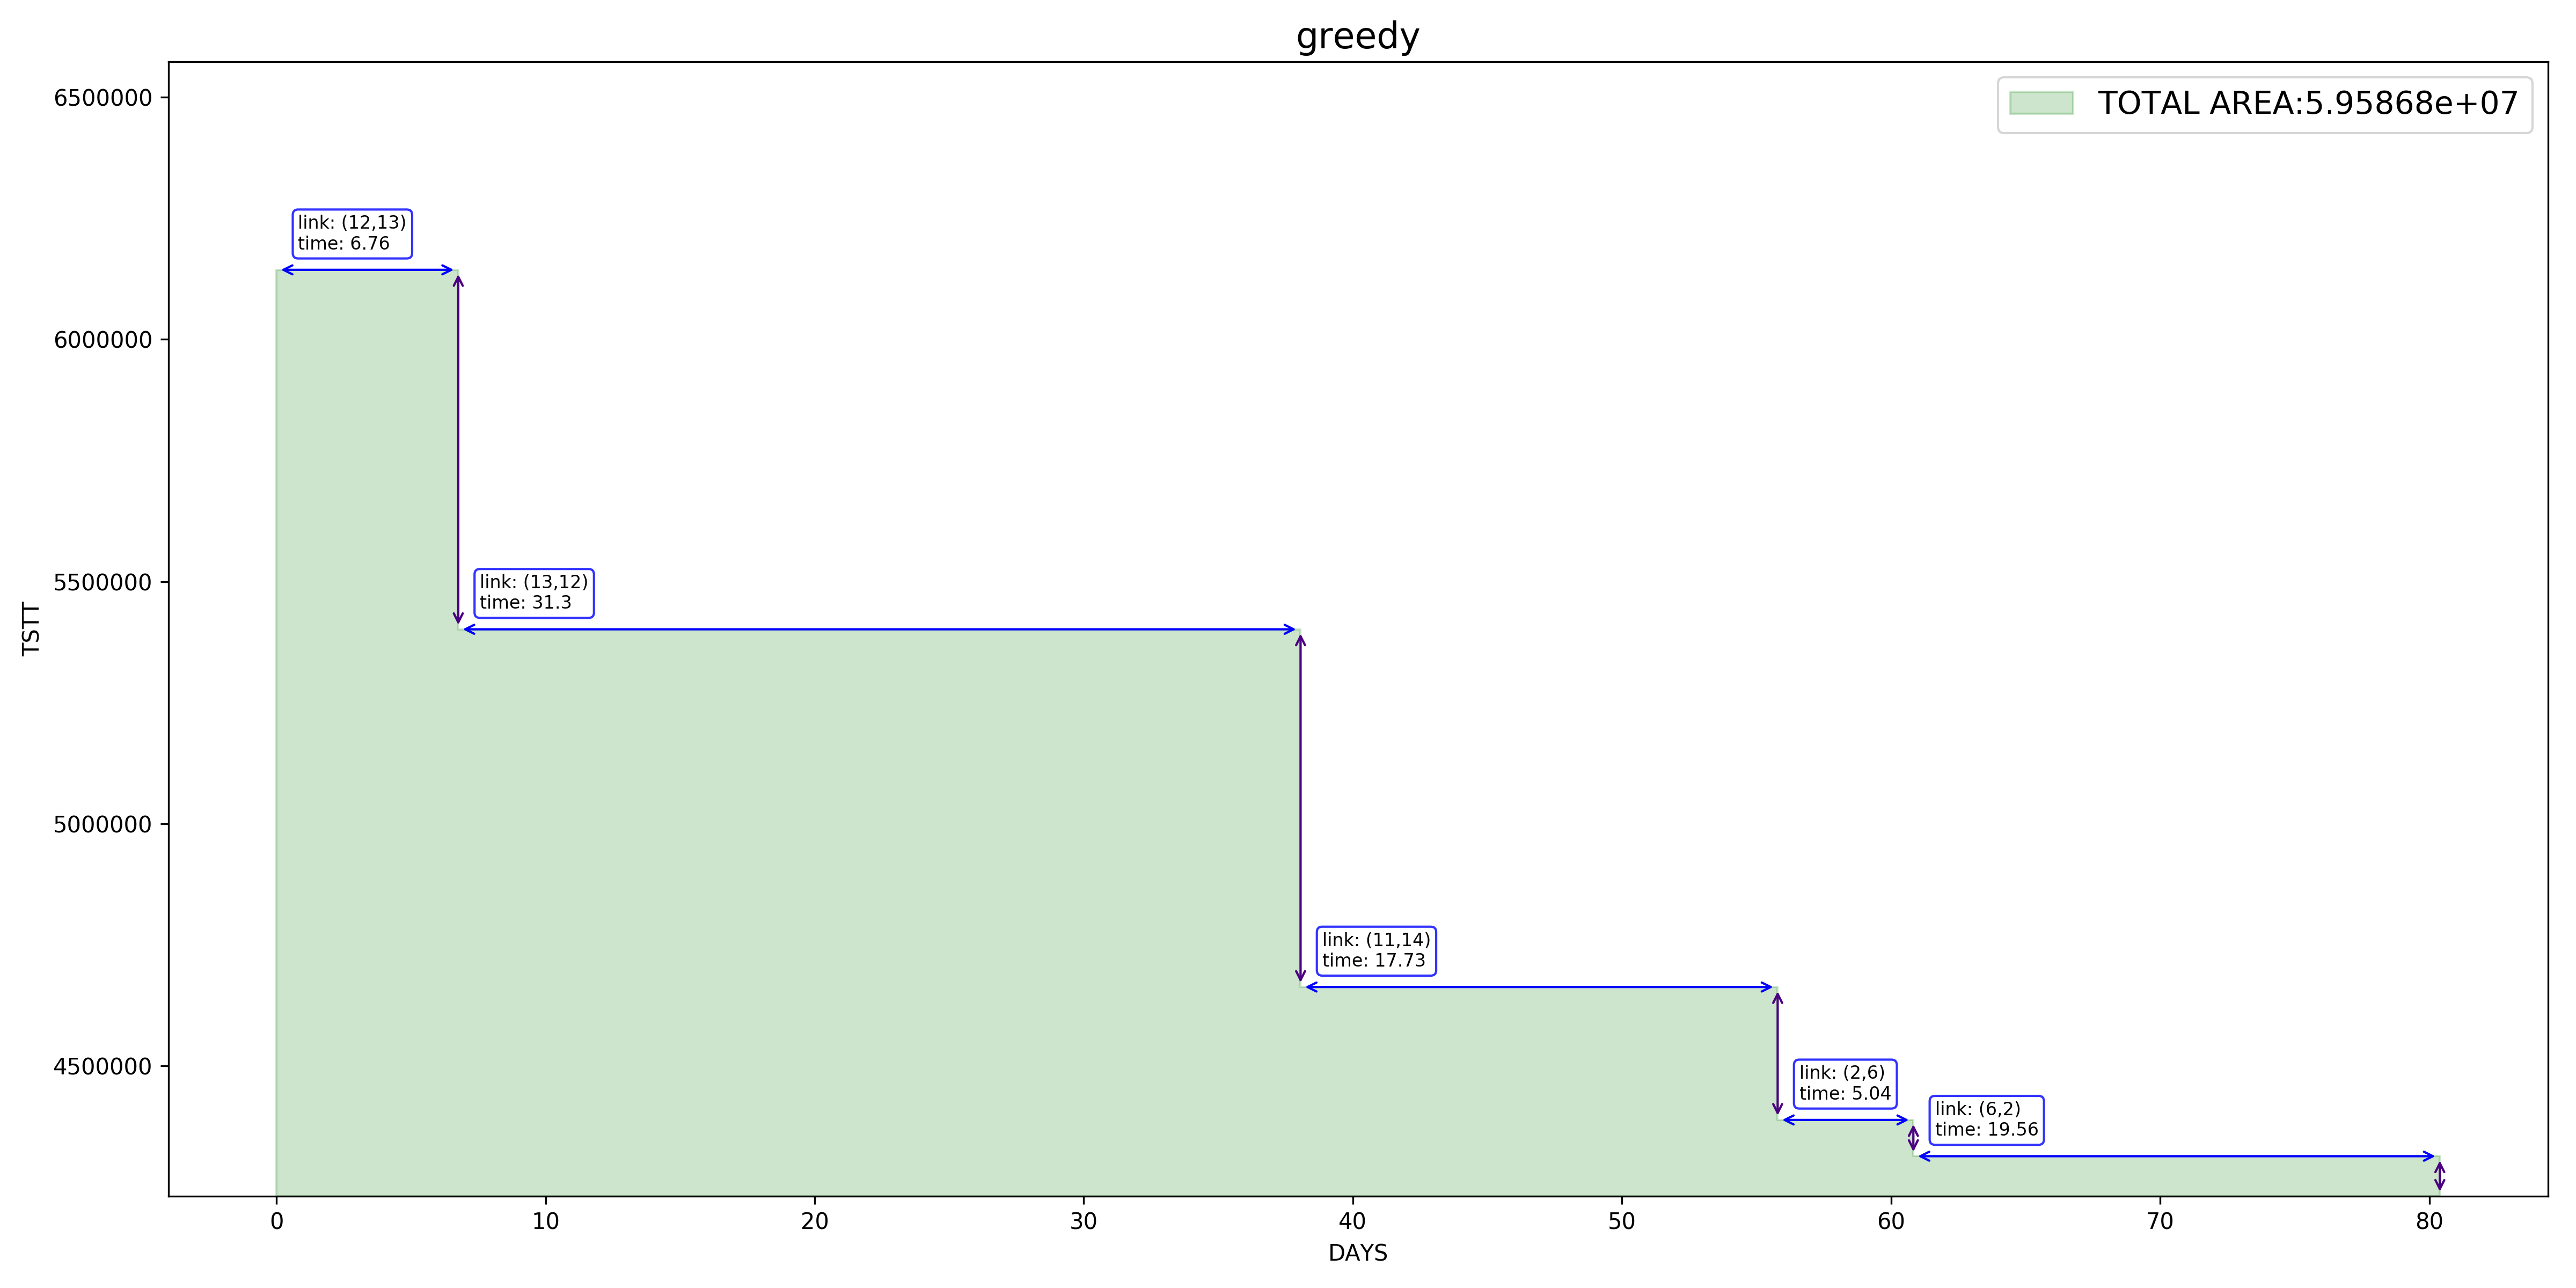 greedy
TOTAL AREA:5.95868e+07
TSTT
6500000
6000000
5500000
5000000
4500000
link: (12,13)
time: 6.76
link: (13,12)
time: 31.3
link: (11,14)
time: 17.73
link: (2,6)
time: 5.04
link: (6,2)
time: 19.56
0
10
20
30
40
50
60
70
80
DAYS